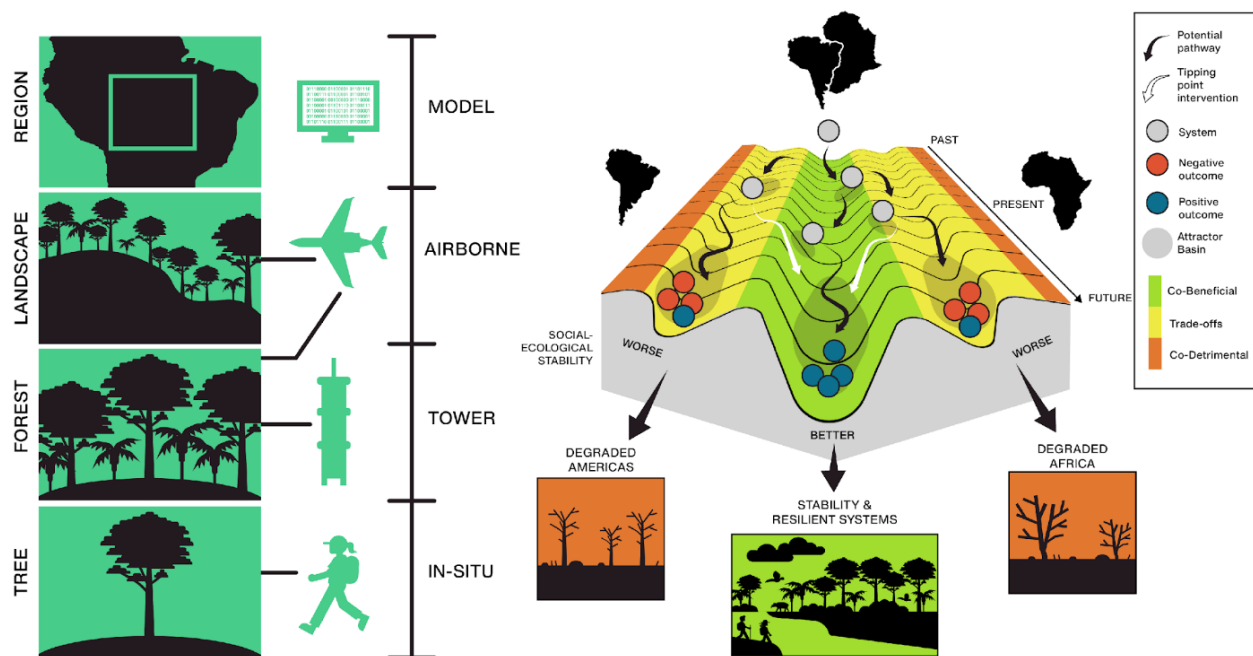 REGION
MODEL
LANDSCAPE
AIRBORNE
FOREST
TOWER
TREE
IN-SITU
PAST
PRESENT
FUTURE
SOCIAL-
ECOLOGICAL
STABILITY
WORSE
WORSE
BETTER
DEGRADED
AMERICAS
STABILITY &
RESILIENT SYSTEMS
DEGRADED
AFRICA
Potential
pathway
Tipping
point
intervention
System
Negative
outcome
Positive
outcome
Attractor
Basin
Co-Beneficial
Trade-offs
Co-Detrimental